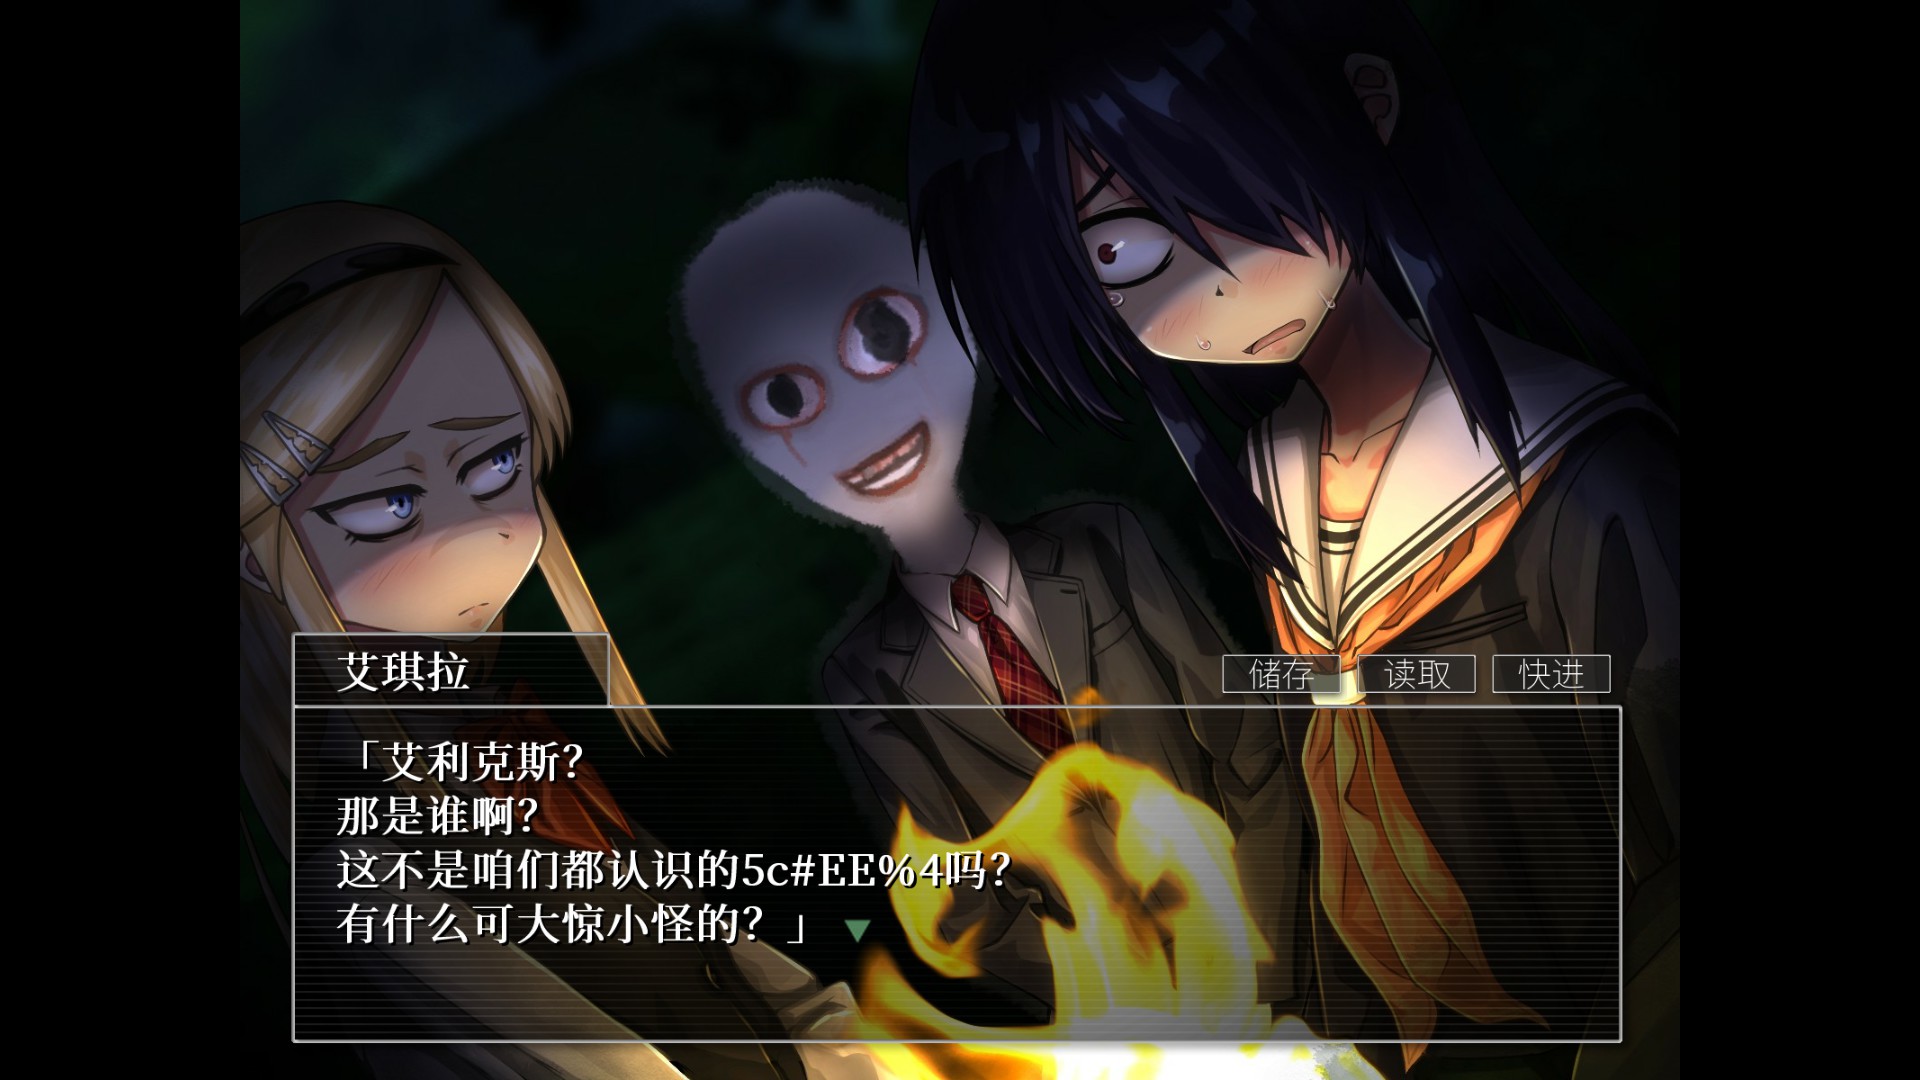 艾琪拉
储存 读取 快进
「艾利克斯?
那是谁啊?
这不是咱们都认识的5c#EE%4吗?
有什么可大惊小怪的? 」